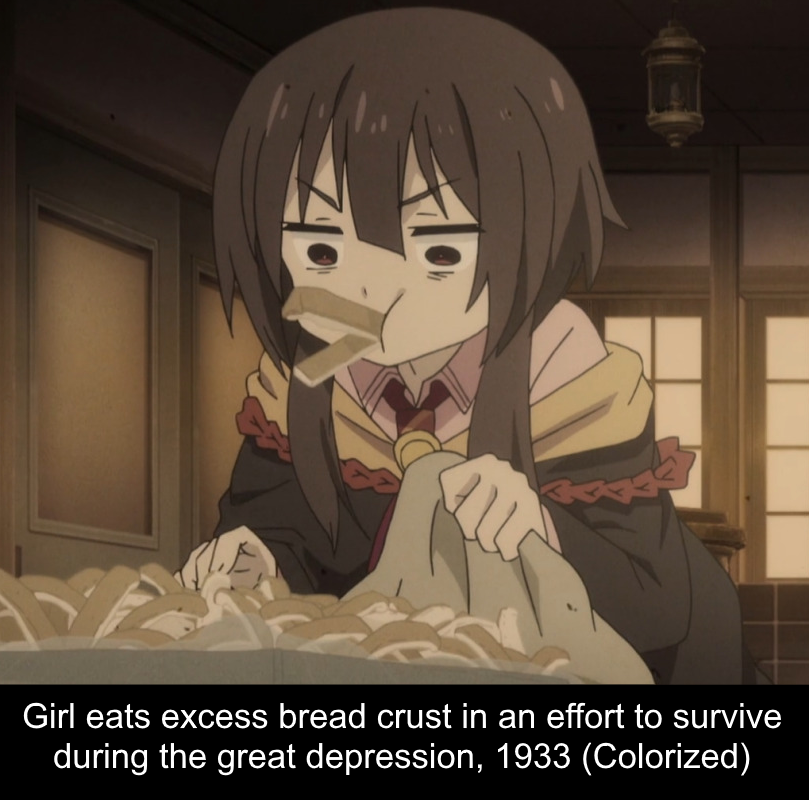 Girl eats excess bread crust in an effort to survive
during the great depression, 1933 (Colorized)